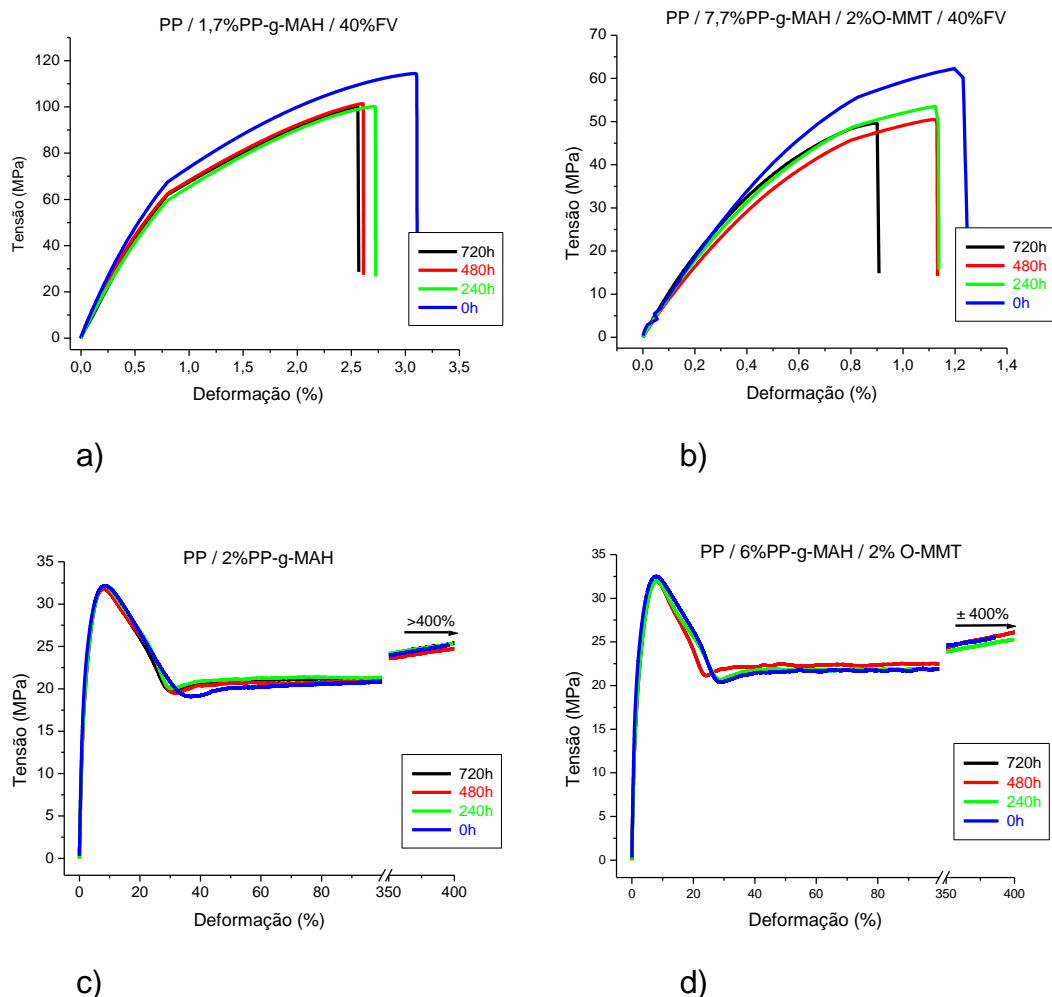 PP / 1,7%PP-g-MAH / 40%FV
120
100
80
60
40
20
0
Tensão (MPa)
0,0 0,5 1,0 1,5 2,0 2,5 3,0 3,5
Deformação (%)
720h
480h
240h
0h
a)
PP / 7,7%PP-g-MAH / 2%O-MMT / 40%FV
70
60
50
40
30
20
10
0
Tensão (MPa)
0,0 0,2 0,4 0,6 0,8 1,0 1,2 1,4
Deformação (%)
720h
480h
240h
0h
b)
PP / 2%PP-g-MAH
35
30
25
20
15
10
5
0
Tensão (MPa)
>400%
0 20 40 60 80 350 400
Deformação (%)
720h
480h
240h
0h
c)
PP / 6%PP-g-MAH / 2% O-MMT
35
30
25
20
15
10
5
0
Tensão (MPa)
± 400%
0 20 40 60 80 350 400
Deformação (%)
720h
480h
240h
0h
d)